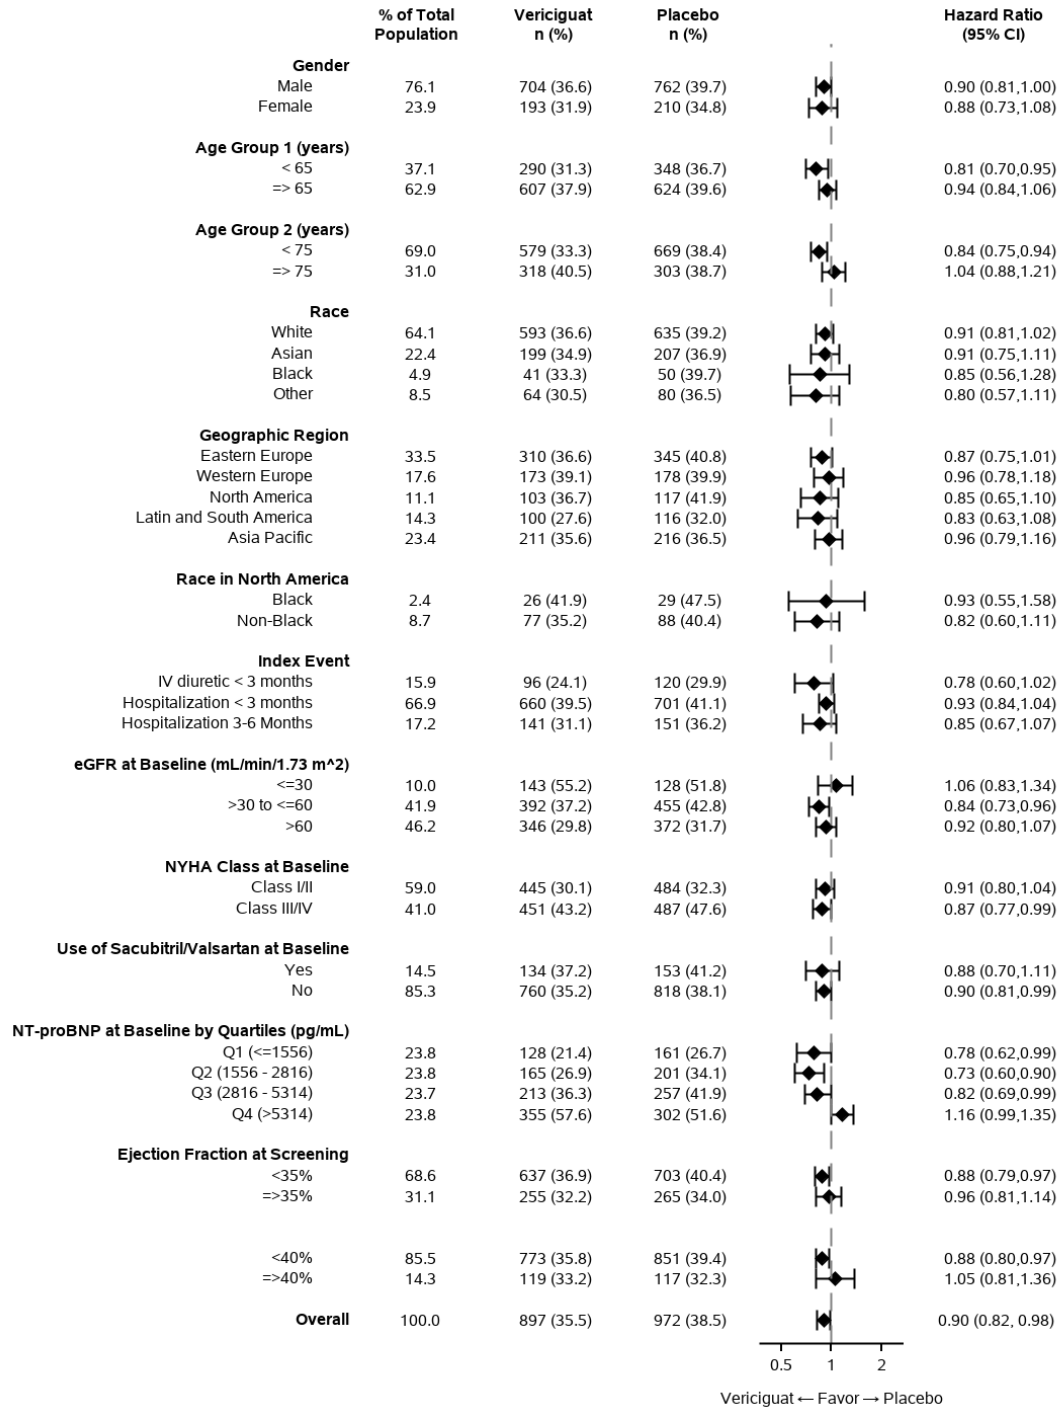 % of Total Vericiguat Placebo Hazard Ratio
Population n (%) n (%) (95% CI)
Gender
Male 76.1 704 (36.6) 762 (39.7) 0.90 (0.81,1.00)
Female 23.9 193 (31.9) 210 (34.8) 0.88 (0.73,1.08)
Age Group 1 (years)
< 65 37.1 290 (31.3) 348 (36.7) 0.81 (0.70,0.95)
=> 65 62.9 607 (37.9) 624 (39.6) 0.94 (0.84,1.06)
Age Group 2 (years)
< 75 69.0 579 (33.3) 669 (38.4) 0.84 (0.75,0.94)
=> 75 31.0 318 (40.5) 303 (38.7) 1.04 (0.88,1.21)
Race
White 64.1 593 (36.6) 635 (39.2) 0.91 (0.81,1.02)
Asian 22.4 199 (34.9) 207 (36.9) 0.91 (0.75,1.11)
Black 4.9 41 (33.3) 50 (39.7) 0.85 (0.56,1.28)
Other 8.5 64 (30.5) 80 (36.5) 0.80 (0.57,1.11)
Geographic Region
Eastern Europe 33.5 310 (36.6) 345 (40.8) 0.87 (0.75,1.01)
Western Europe 17.6 173 (39.1) 178 (39.9) 0.96 (0.78,1.18)
North America 11.1 103 (36.7) 117 (41.9) 0.85 (0.65,1.10)
Latin and South America 14.3 100 (27.6) 116 (32.0) 0.83 (0.63,1.08)
Asia Pacific 23.4 211 (35.6) 216 (36.5) 0.96 (0.79,1.16)
Race in North America
Black 2.4 26 (41.9) 29 (47.5) 0.93 (0.55,1.58)
Non-Black 8.7 77 (35.2) 88 (40.4) 0.82 (0.60,1.11)
Index Event
IV diuretic < 3 months 15.9 96 (24.1) 120 (29.9) 0.78 (0.60,1.02)
Hospitalization < 3 months 66.9 660 (39.5) 701 (41.1) 0.93 (0.84,1.04)
Hospitalization 3-6 Months 17.2 141 (31.1) 151 (36.2) 0.85 (0.67,1.07)
eGFR at Baseline (mL/min/1.73 m^2)
<=30 10.0 143 (55.2) 128 (51.8) 1.06 (0.83,1.34)
>30 to <=60 41.9 392 (37.2) 455 (42.8) 0.84 (0.73,0.96)
>60 46.2 346 (29.8) 372 (31.7) 0.92 (0.80,1.07)
NYHA Class at Baseline
Class I/II 59.0 445 (30.1) 484 (32.3) 0.91 (0.80,1.04)
Class III/IV 41.0 451 (43.2) 487 (47.6) 0.87 (0.77,0.99)
Use of Sacubitril/Valsartan at Baseline
Yes 14.5 134 (37.2) 153 (41.2) 0.88 (0.70,1.11)
No 85.3 760 (35.2) 818 (38.1) 0.90 (0.81,0.99)
NT-proBNP at Baseline by Quartiles (pg/mL)
Q1 (<=1556) 23.8 128 (21.4) 161 (26.7) 0.78 (0.62,0.99)
Q2 (1556 - 2816) 23.8 165 (26.9) 201 (34.1) 0.73 (0.60,0.90)
Q3 (2816 - 5314) 23.7 213 (36.3) 257 (41.9) 0.82 (0.69,0.99)
Q4 (>5314) 23.8 355 (57.6) 302 (51.6) 1.16 (0.99,1.35)
Ejection Fraction at Screening
<35% 68.6 637 (36.9) 703 (40.4) 0.88 (0.79,0.97)
=>35% 31.1 255 (32.2) 265 (34.0) 0.96 (0.81,1.14)
<40% 85.5 773 (35.8) 851 (39.4) 0.88 (0.80,0.97)
=>40% 14.3 119 (33.2) 117 (32.3) 1.05 (0.81,1.36)
Overall 100.0 897 (35.5) 972 (38.5) 0.90 (0.82, 0.98)
0.5 1 2
Vericiguat ← Favor → Placebo